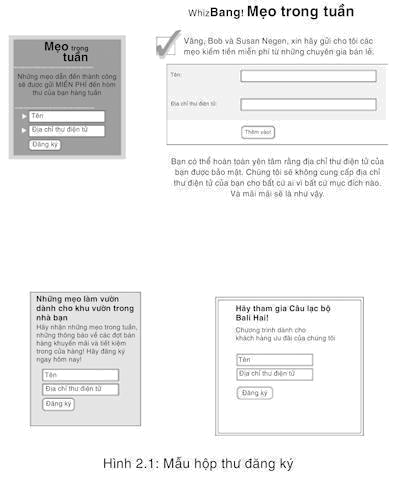 WhizBang! Mẹo trong tuần
Mẹo trong
tuần
Những mẹo dẫn đến thành công
sẽ được gửi MIỄN PHÍ đến hòm
thư của bạn hàng tuần
Tên
Địa chỉ thư điện tử
Đăng ký
Vâng, Bob và Susan Negen, xin hãy gửi cho tôi các
mẹo kiếm tiền miễn phí từ những chuyên gia bán lẻ.
Tên:
Địa chỉ thư điện tử:
Thêm vào!
Bạn có thể hoàn toàn yên tâm rằng địa chỉ thư điện tử của
bạn được bảo mật. Chúng tôi sẽ không cung cấp địa chỉ
thư điện tử của bạn cho bất cứ ai vì bất cứ mục đích nào.
Và mãi mãi sẽ là như vậy.
Những mẹo làm vườn
dành cho khu vườn trong
nhà bạn
Hãy nhận những mẹo trong tuần,
những thông báo về các đợt bán
hàng khuyến mãi và tiết kiệm
trong cửa hàng! Hãy đăng ký
ngay hôm nay!
Tên
Địa chỉ thư điện tử
Đăng ký
Hãy tham gia Câu lạc bộ
Bali Hai!
Chương trình dành cho
khách hàng ưu đãi của chúng tôi
Tên
Địa chỉ thư điện tử
Đăng ký
Hình 2.1: Mẫu hộp thư đăng ký